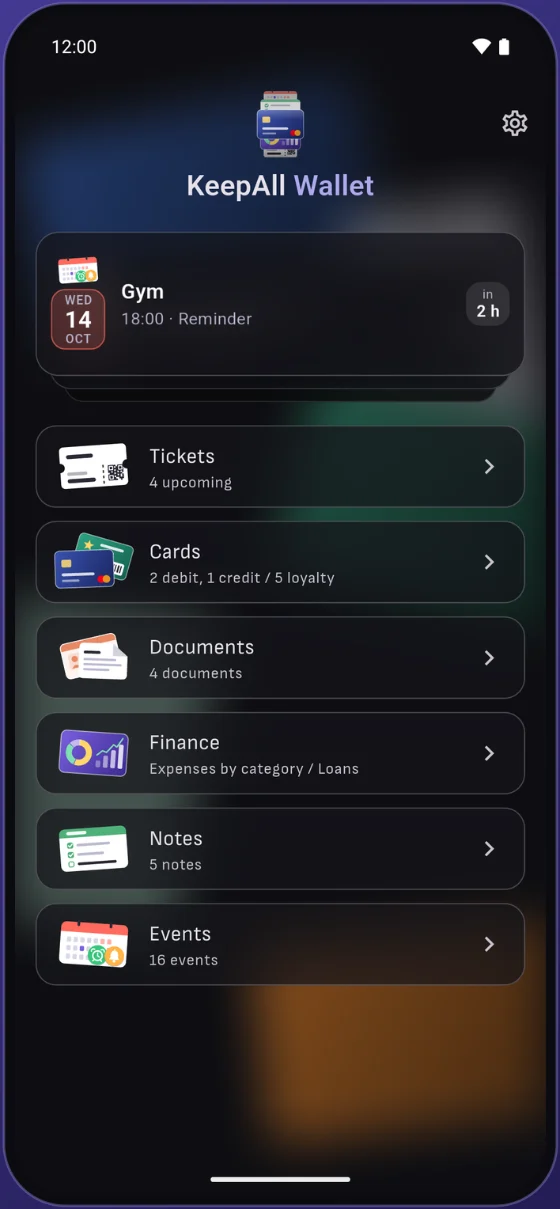 12:00
KeepAll Wallet
WED
14
OCT
Gym
18:00 · Reminder
in
2 h
Tickets
4 upcoming
Cards
2 debit, 1 credit / 5 loyalty
Documents
4 documents
Finance
Expenses by category / Loans
Notes
5 notes
Events
16 events